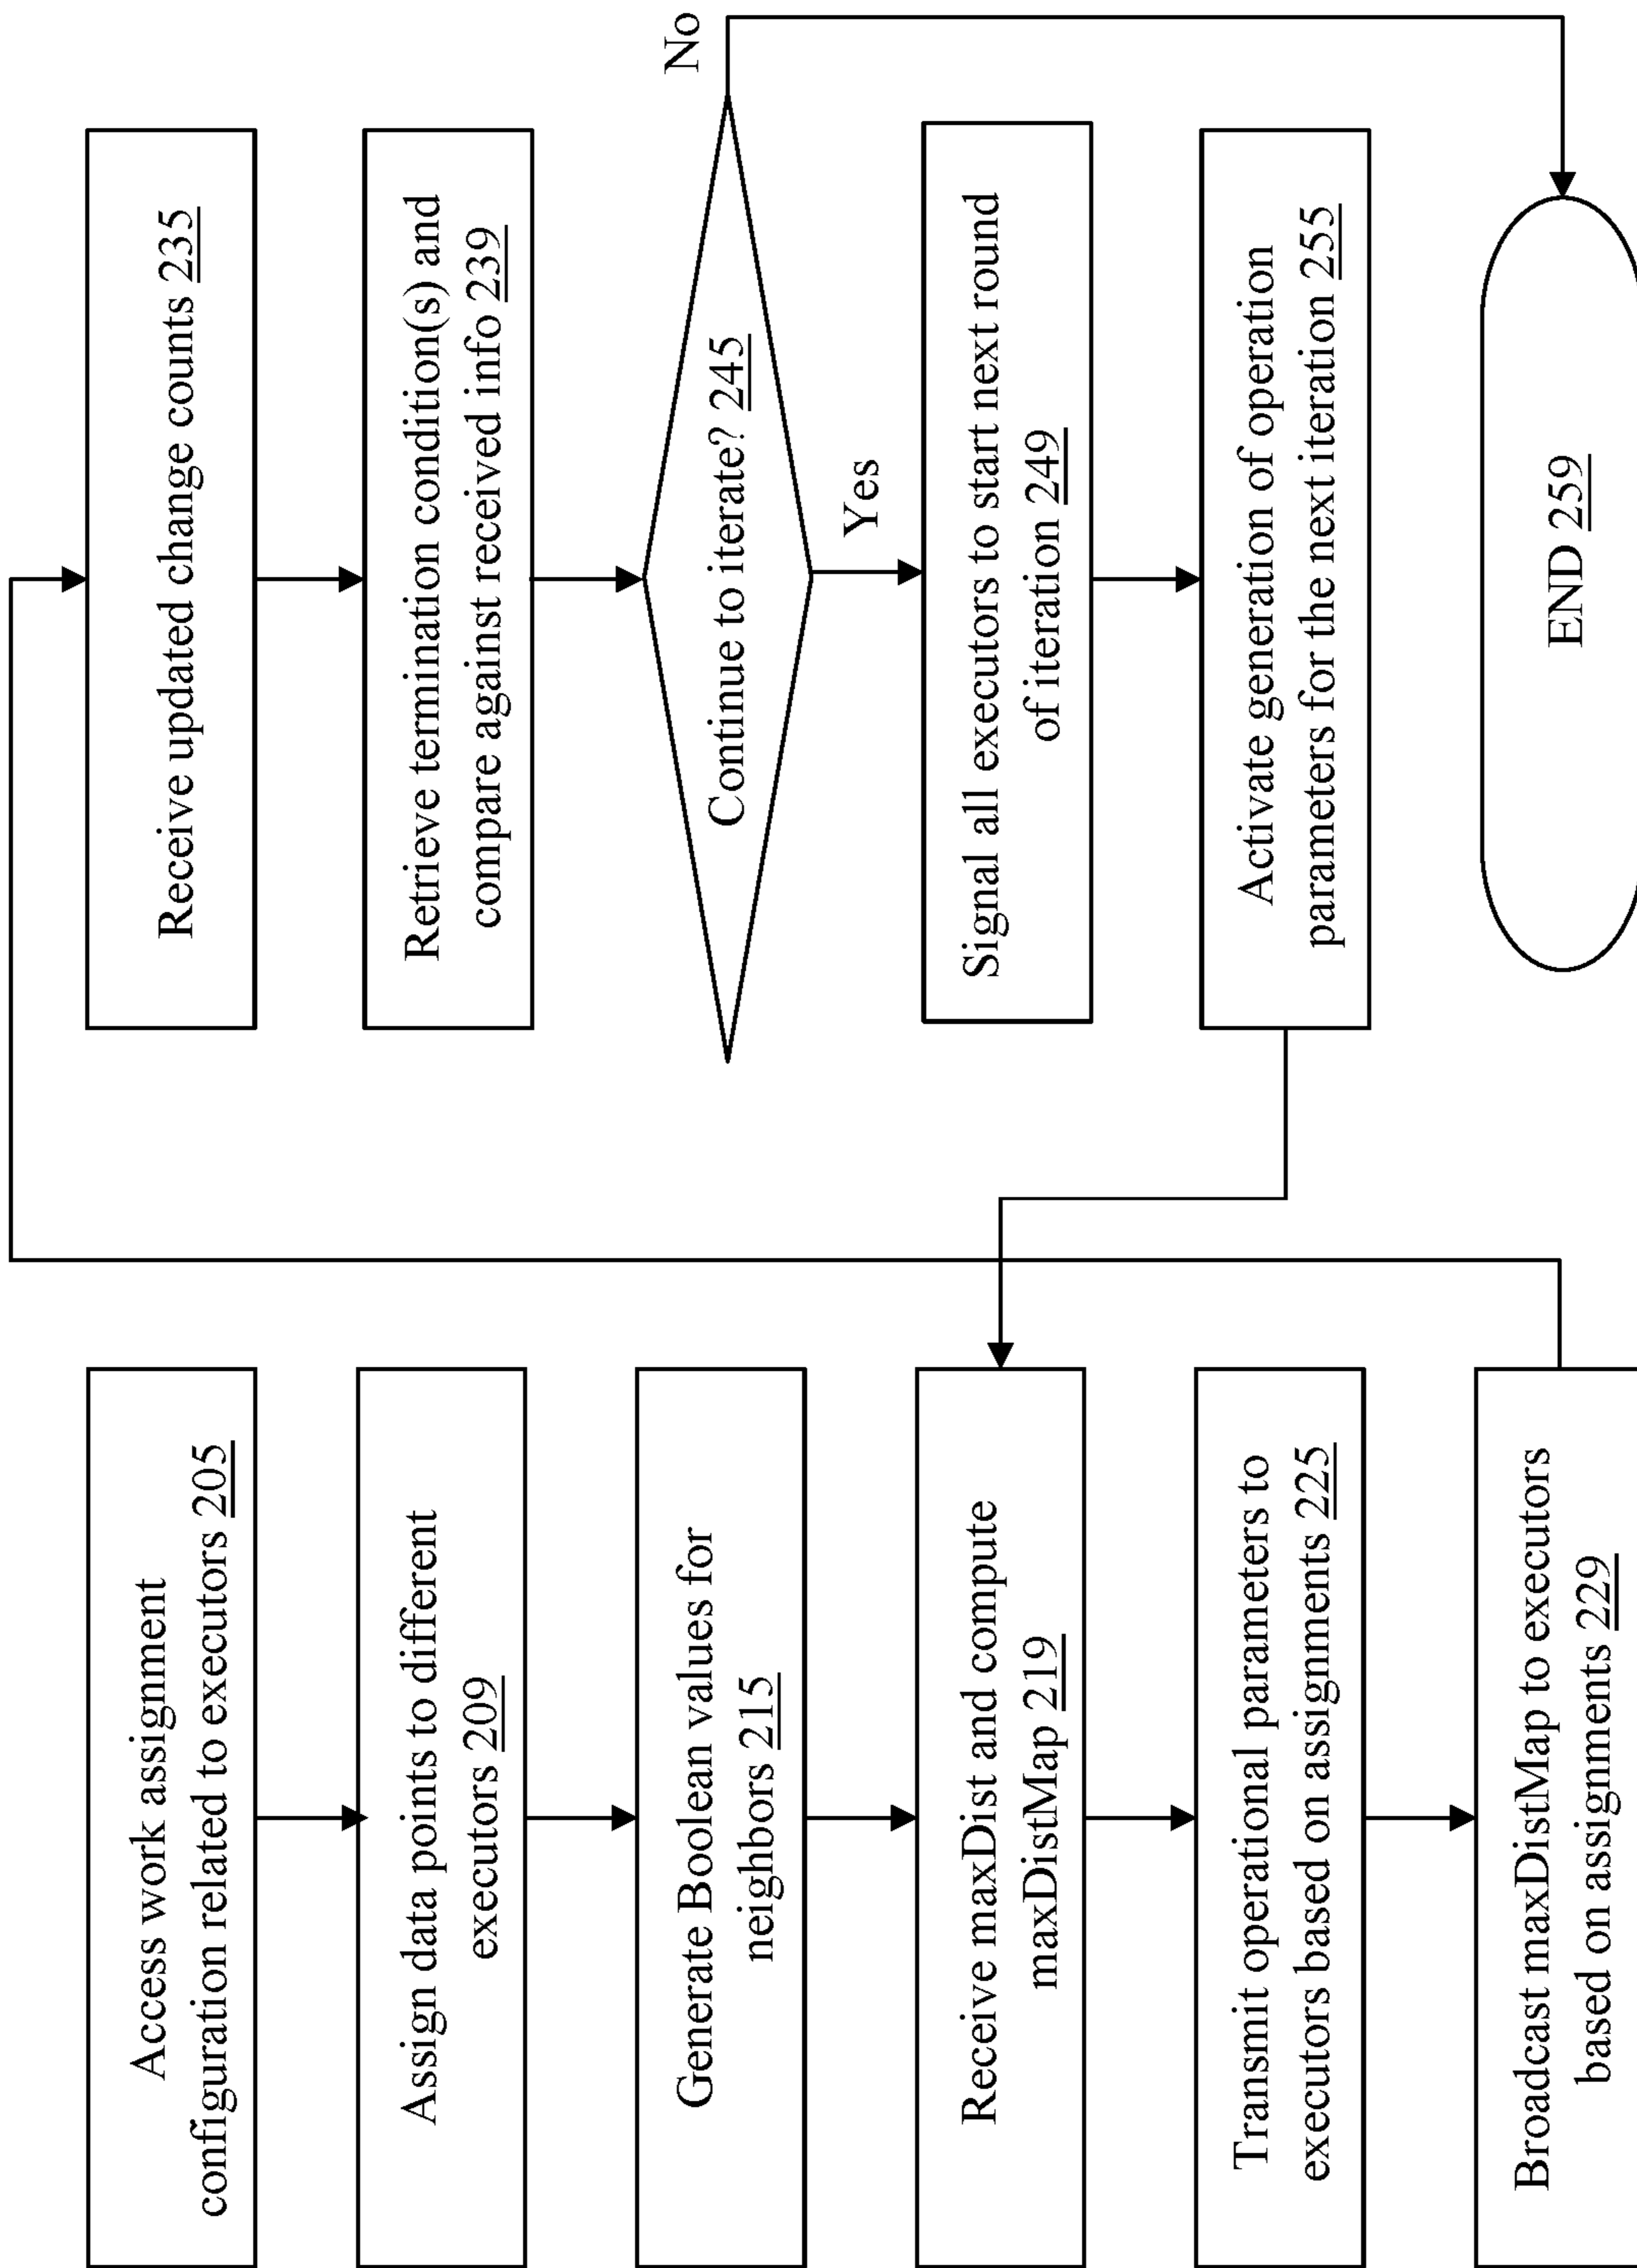 Access work assignment
configuration related to executors 205
Assign data points to different
executors 209
Generate Boolean values for
neighbors 215
Receive maxDist and compute
maxDistMap 219
Transmit operational parameters to
executors based on assignments 225
Broadcast maxDistMap to executors
based on assignments 229
Receive updated change counts 235
Retrieve termination condition(s) and
compare against received info 239
Continue to iterate? 245
No
Yes
Signal all executors to start next round
of iteration 249
Activate generation of operation
parameters for the next iteration 255
END 259